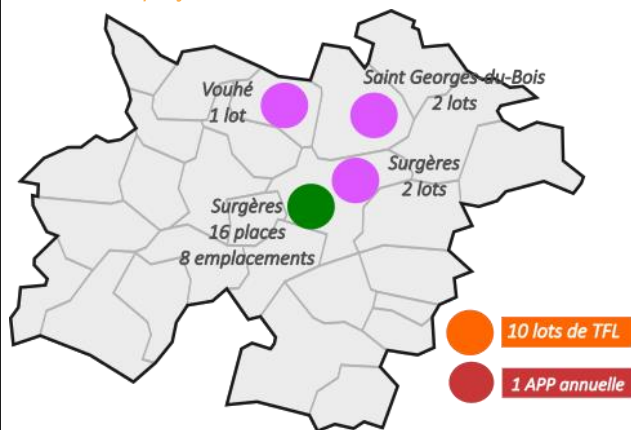 Vouhé
1 lot
Saint Georges-du-Bois
2 lots
Surgères
2 lots
Surgères
16 places
8 emplacements
10 lots de TFL
1 APP annuelle